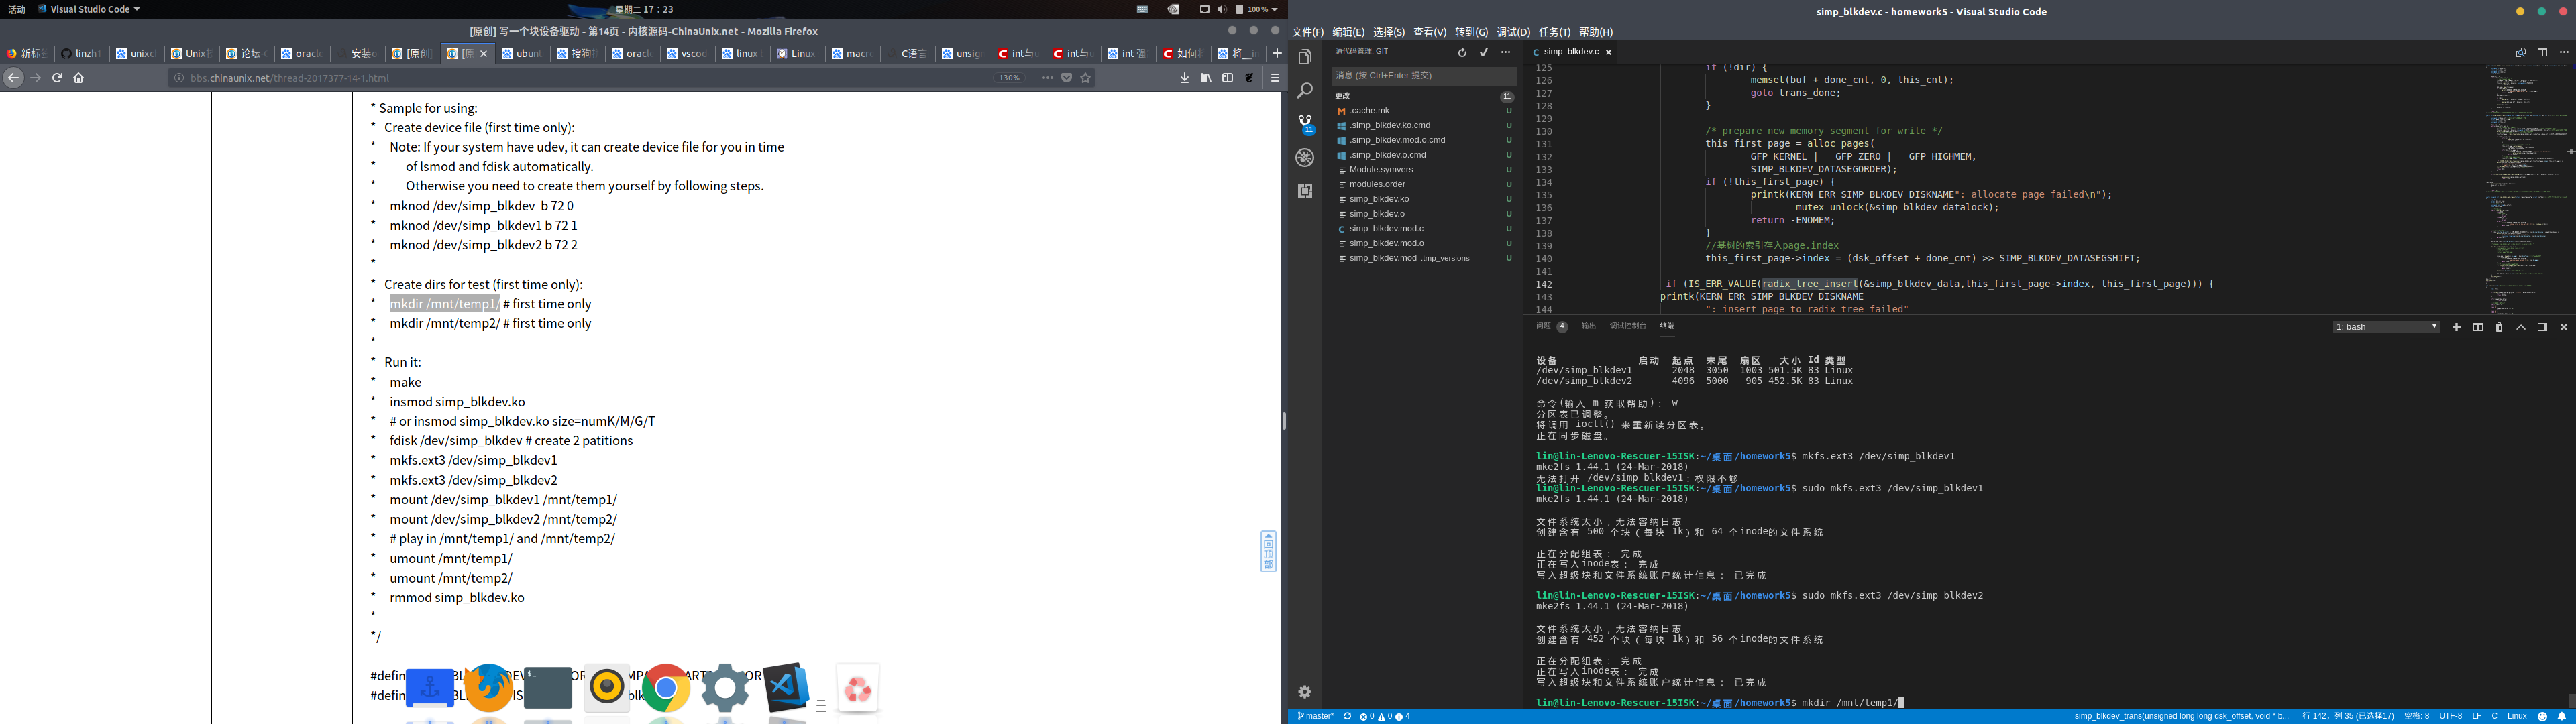 活动
Visual Studio Code
星期二 17：23
100 %
[原创] 写一个块设备驱动 - 第14页 - 内核源码-ChinaUnix.net - Mozilla Firefox
新标签
linzh1
unixch
Unix技
论坛-C
oracle
安装o
[原创]
[原
ubunt
搜狗拼
oracle
vscod
linux
Linux
macro
C语言
unsig
int与u
int与u
int 强
如何将
将__in
bbs.chinaunix.net/thread-2017377-14-1.html
130%
* Sample for using:
* Create device file (first time only):
* Note: If your system have udev, it can create device file for you in time
* of lsmod and fdisk automatically.
* Otherwise you need to create them yourself by following steps.
* mknod /dev/simp_blkdev b 72 0
* mknod /dev/simp_blkdev1 b 72 1
* mknod /dev/simp_blkdev2 b 72 2
*
* Create dirs for test (first time only):
* mkdir /mnt/temp1/ # first time only
* mkdir /mnt/temp2/ # first time only
*
* Run it:
* make
* insmod simp_blkdev.ko
* # or insmod simp_blkdev.ko size=numK/M/G/T
* fdisk /dev/simp_blkdev # create 2 patitions
* mkfs.ext3 /dev/simp_blkdev1
* mkfs.ext3 /dev/simp_blkdev2
* mount /dev/simp_blkdev1 /mnt/temp1/
* mount /dev/simp_blkdev2 /mnt/temp2/
* # play in /mnt/temp1/ and /mnt/temp2/
* umount /mnt/temp1/
* umount /mnt/temp2/
* rmmod simp_blkdev.ko
*
*/
#defin
#defin
回顶部
simp_blkdev.c - homework5 - Visual Studio Code
文件(F) 编辑(E) 选择(S) 查看(V) 转到(G) 调试(D) 任务(T) 帮助(H)
源代码管理: GIT
消息 (按 Ctrl+Enter 提交)
更改 11
.cache.mk U
.simp_blkdev.ko.cmd U
.simp_blkdev.mod.o.cmd U
.simp_blkdev.o.cmd U
Module.symvers U
modules.order U
simp_blkdev.ko U
simp_blkdev.o U
simp_blkdev.mod.c U
simp_blkdev.mod.o U
simp_blkdev.mod .tmp_versions U
11
simp_blkdev.c
125 if (!dir) {
126 memset(buf + done_cnt, 0, this_cnt);
127 goto trans_done;
128 }
129
130 /* prepare new memory segment for write */
131 this_first_page = alloc_pages(
132 GFP_KERNEL | __GFP_ZERO | __GFP_HIGHMEM,
133 SIMP_BLKDEV_DATASEGORDER);
134 if (!this_first_page) {
135 printk(KERN_ERR SIMP_BLKDEV_DISKNAME": allocate page failed\n");
136 mutex_unlock(&simp_blkdev_datalock);
137 return -ENOMEM;
138 }
139 //基树的索引存入page.index
140 this_first_page->index = (dsk_offset + done_cnt) >> SIMP_BLKDEV_DATASEGSHIFT;
141
142 if (IS_ERR_VALUE(radix_tree_insert(&simp_blkdev_data,this_first_page->index, this_first_page))) {
143 printk(KERN_ERR SIMP_BLKDEV_DISKNAME
144 ": insert page to radix tree failed"
问题 4 输出 调试控制台 终端
1: bash
设备 启动 起点 末尾 扇区 大小 Id 类型
/dev/simp_blkdev1 2048 3050 1003 501.5K 83 Linux
/dev/simp_blkdev2 4096 5000 905 452.5K 83 Linux
命令(输入 m 获取帮助)： w
分区表已调整。
将调用 ioctl() 来重新读分区表。
正在同步磁盘。
lin@lin-Lenovo-Rescuer-15ISK:~/桌面/homework5$ mkfs.ext3 /dev/simp_blkdev1
mke2fs 1.44.1 (24-Mar-2018)
无法打开 /dev/simp_blkdev1：权限不够
lin@lin-Lenovo-Rescuer-15ISK:~/桌面/homework5$ sudo mkfs.ext3 /dev/simp_blkdev1
mke2fs 1.44.1 (24-Mar-2018)
文件系统太小，无法容纳日志
创建含有 500 个块（每块 1k）和 64 个inode的文件系统
正在分配组表： 完成
正在写入inode表： 完成
写入超级块和文件系统账户统计信息： 已完成
lin@lin-Lenovo-Rescuer-15ISK:~/桌面/homework5$ sudo mkfs.ext3 /dev/simp_blkdev2
mke2fs 1.44.1 (24-Mar-2018)
文件系统太小，无法容纳日志
创建含有 452 个块（每块 1k）和 56 个inode的文件系统
正在分配组表： 完成
正在写入inode表： 完成
写入超级块和文件系统账户统计信息： 已完成
lin@lin-Lenovo-Rescuer-15ISK:~/桌面/homework5$ mkdir /mnt/temp1/
master* 0 0 4
simp_blkdev_trans(unsigned long long dsk_offset, void * b... 行 142，列 35 (已选择17) 空格: 8 UTF-8 LF C Linux